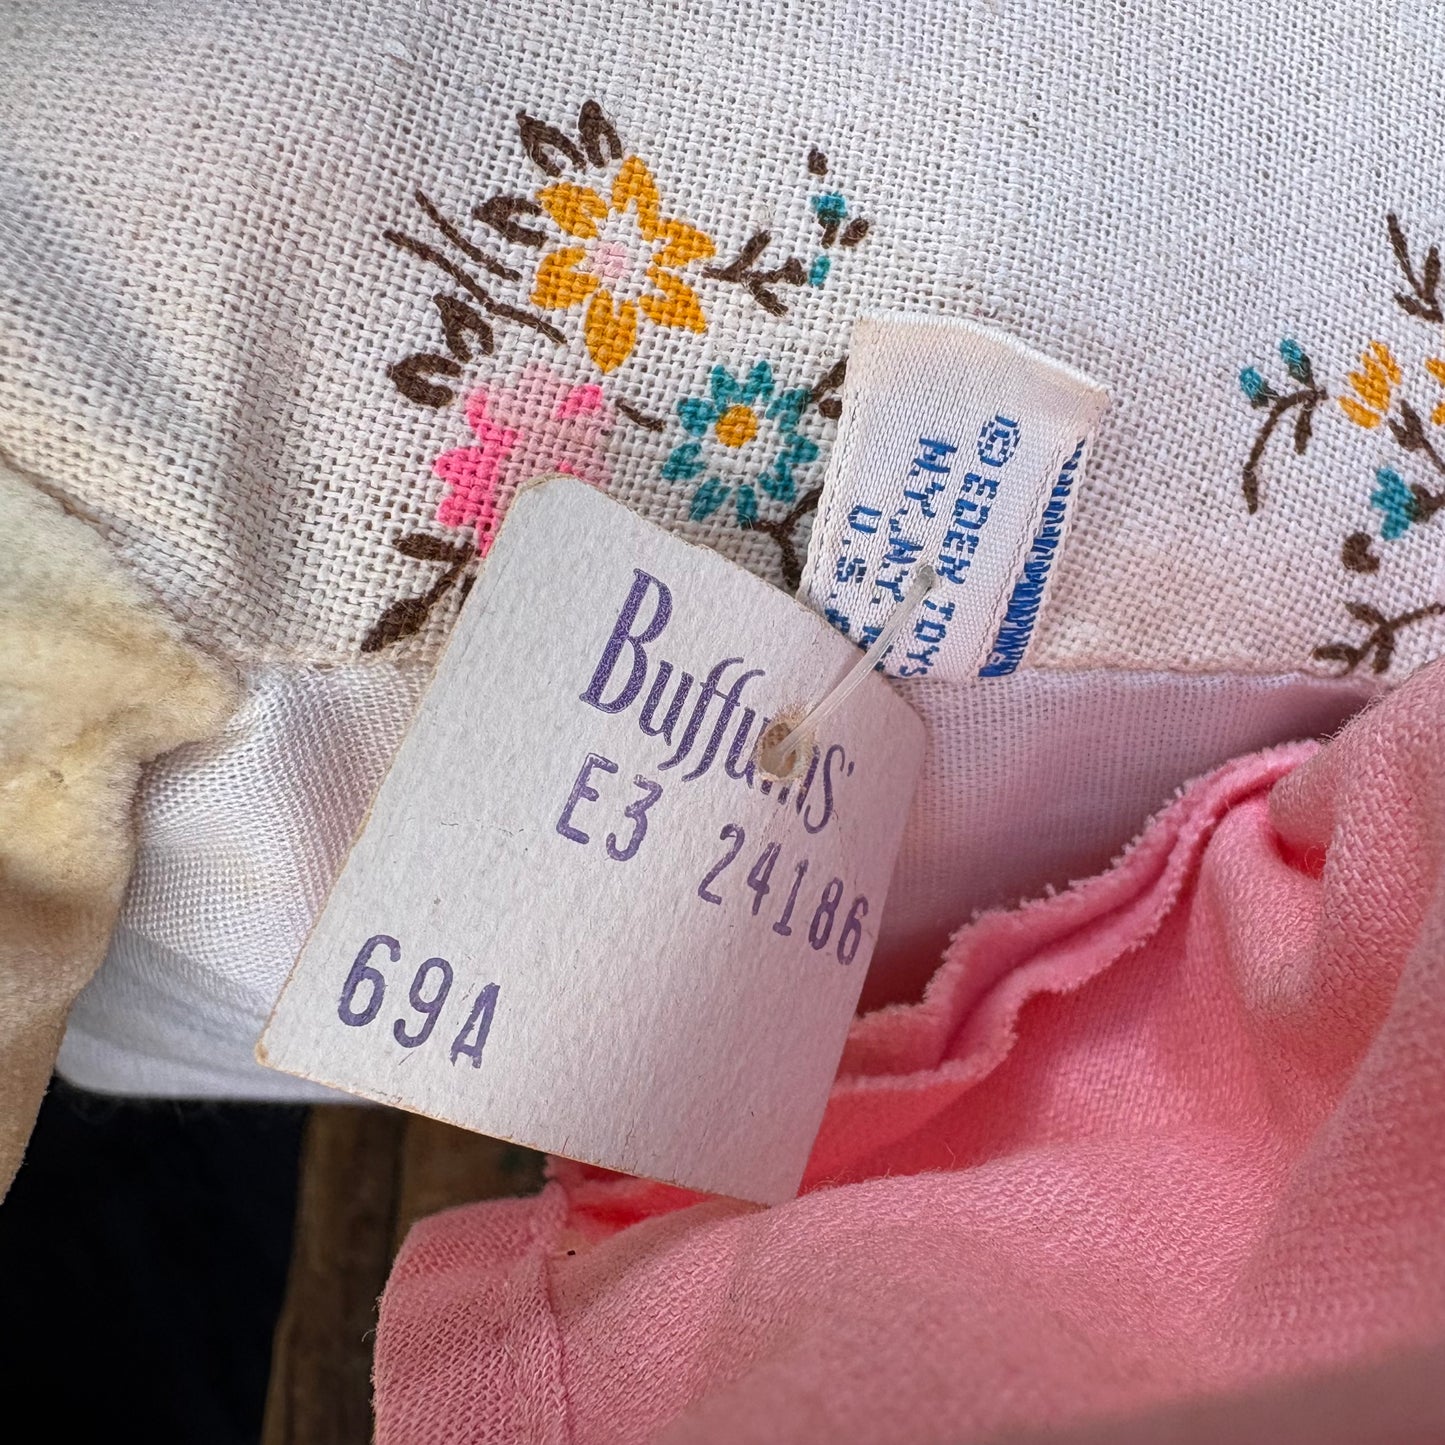 Buffums'
E3 24186
69A
© EDEN TOYS
N.Y. N.Y.
U.S.